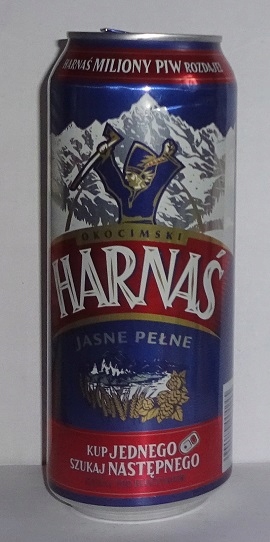 HARNAŚ MILIONY PIW ROZDAJE!
OKOCIMSKI
HARNAŚ
JASNE PEŁNE
KUP JEDNEGO
SZUKAJ NASTĘPNEGO